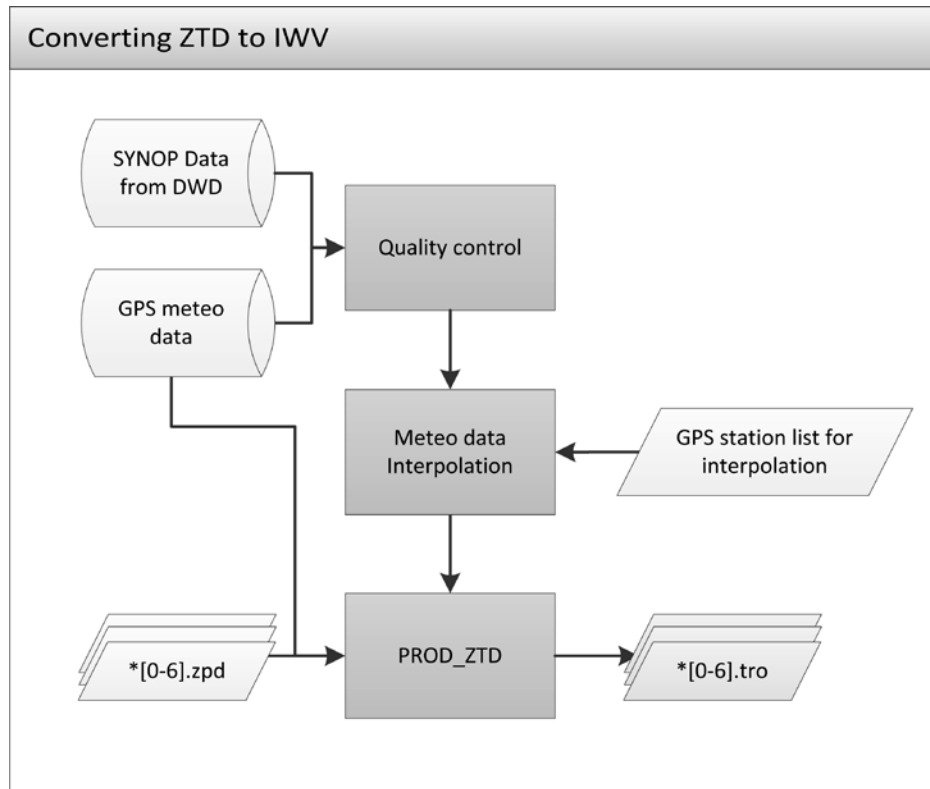 Converting ZTD to IWV
SYNOP Data
from DWD
Quality control
GPS meteo
data
Meteo data
Interpolation
GPS station list for
interpolation
*[0-6].zpd
PROD_ZTD
*[0-6].tro